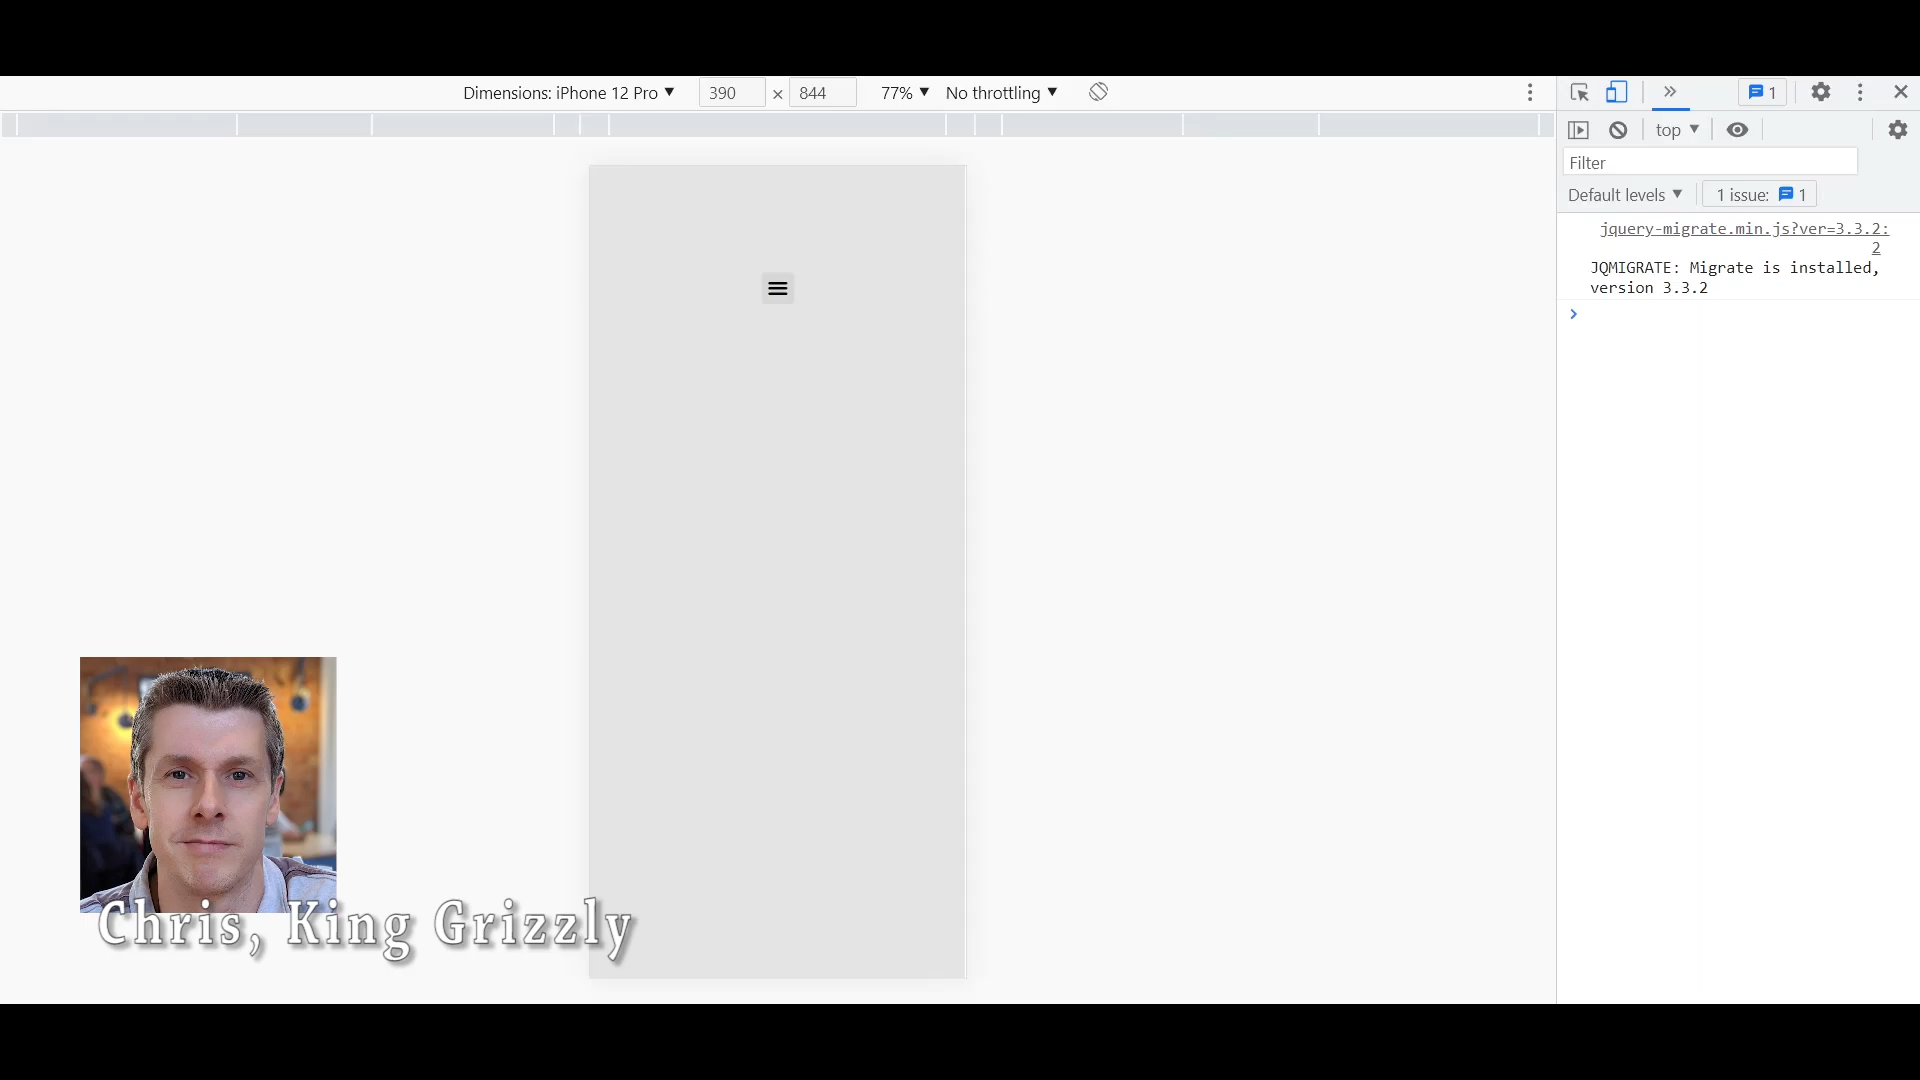 Dimensions: iPhone 12 Pro ▼ 390 × 844 77% ▼ No throttling ▼
1
top ▼
Filter
Default levels ▼ 1 issue: 1
jquery-migrate.min.js?ver=3.3.2:
2
JQMIGRATE: Migrate is installed,
version 3.3.2
Chris, King Grizzly